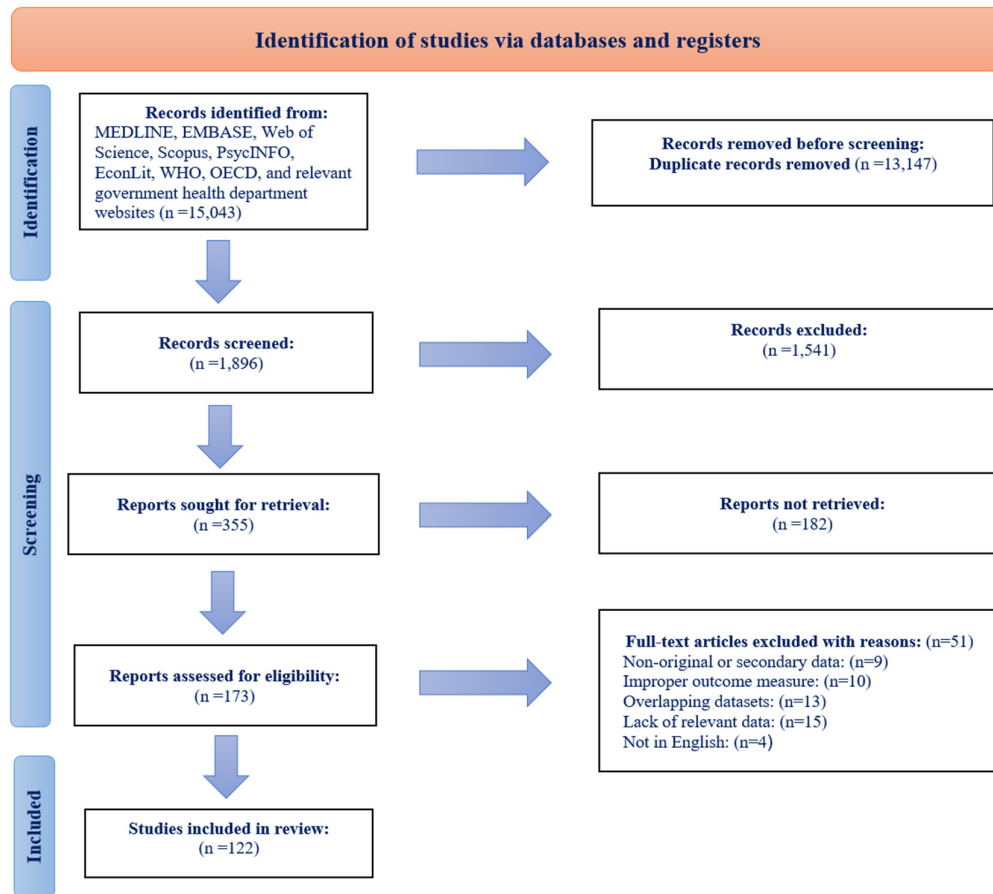 Identification of studies via databases and registers
Identification
Records identified from:
MEDLINE, EMBASE, Web of
Science, Scopus, PsycINFO,
EconLit, WHO, OECD, and relevant
government health department
websites (n =15,043)
Records removed before screening:
Duplicate records removed (n =13,147)
Screening
Records screened:
(n =1,896)
Records excluded:
(n =1,541)
Reports sought for retrieval:
(n =355)
Reports not retrieved:
(n =182)
Reports assessed for eligibility:
(n =173)
Full-text articles excluded with reasons: (n=51)
Non-original or secondary data: (n=9)
Improper outcome measure: (n=10)
Overlapping datasets: (n=13)
Lack of relevant data: (n=15)
Not in English: (n=4)
Included
Studies included in review:
(n =122)